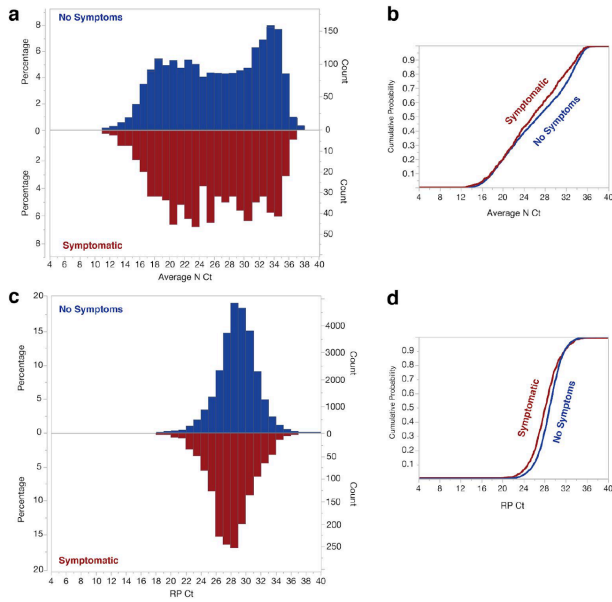 a
No Symptoms
8
6
4
2
0
2
4
6
8
Percentage
Percentage
150
100
50
0
10
20
30
40
50
Count
Count
Symptomatic
4 6 8 10 12 14 16 18 20 22 24 26 28 30 32 34 36 38 40
Average N Ct
b
0.9
0.8
0.7
0.6
0.5
0.4
0.3
0.2
0.1
Cumulative Probability
Symptomatic
No Symptoms
4 8 12 16 20 24 28 32 36 40
Average N Ct
c
No Symptoms
20
15
10
5
0
5
10
15
20
Percentage
Percentage
4000
3000
2000
1000
0
50
100
150
200
250
Count
Count
Symptomatic
4 6 8 10 12 14 16 18 20 22 24 26 28 30 32 34 36 38 40
RP Ct
d
0.9
0.8
0.7
0.6
0.5
0.4
0.3
0.2
0.1
Cumulative Probability
Symptomatic
No Symptoms
4 8 12 16 20 24 28 32 36 40
RP Ct